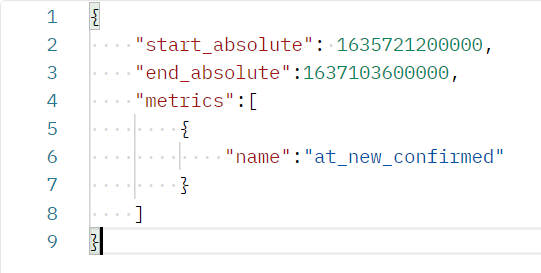 1 {
2 "start_absolute": 1635721200000,
3 "end_absolute":1637103600000,
4 "metrics":[
5 {
6 "name":"at_new_confirmed"
7 }
8 ]
9 }